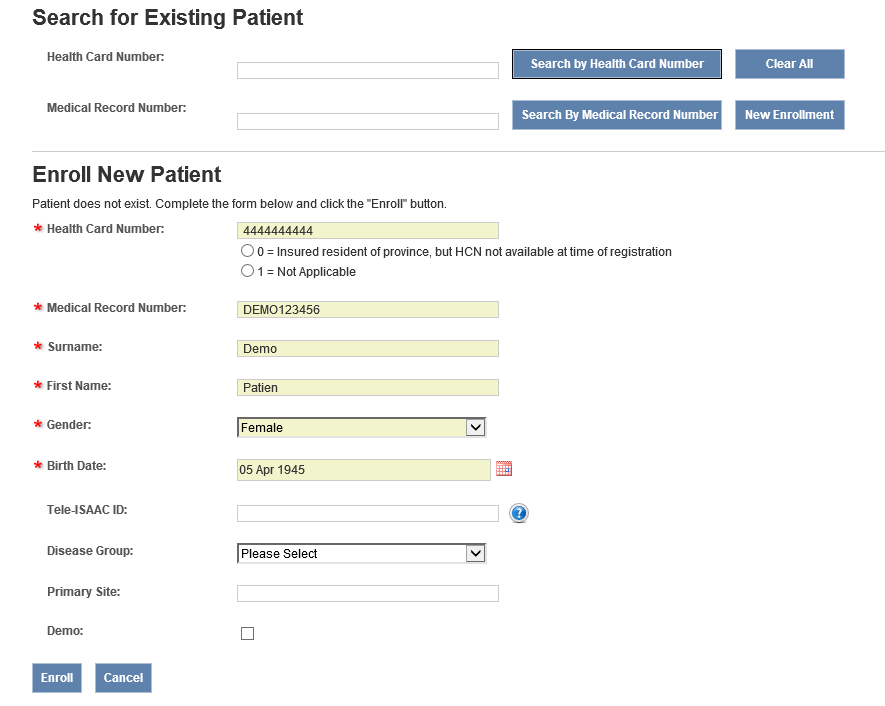 Search for Existing Patient
Health Card Number:
Search by Health Card Number Clear All
Medical Record Number:
Search By Medical Record Number New Enrollment
Enroll New Patient
Patient does not exist. Complete the form below and click the "Enroll" button.
* Health Card Number: 4444444444
0 = Insured resident of province, but HCN not available at time of registration
1 = Not Applicable
* Medical Record Number: DEMO123456
* Surname: Demo
* First Name: Patien
* Gender: Female
* Birth Date: 05 Apr 1945
Tele-ISAAC ID: ?
Disease Group: Please Select
Primary Site:
Demo:
Enroll Cancel